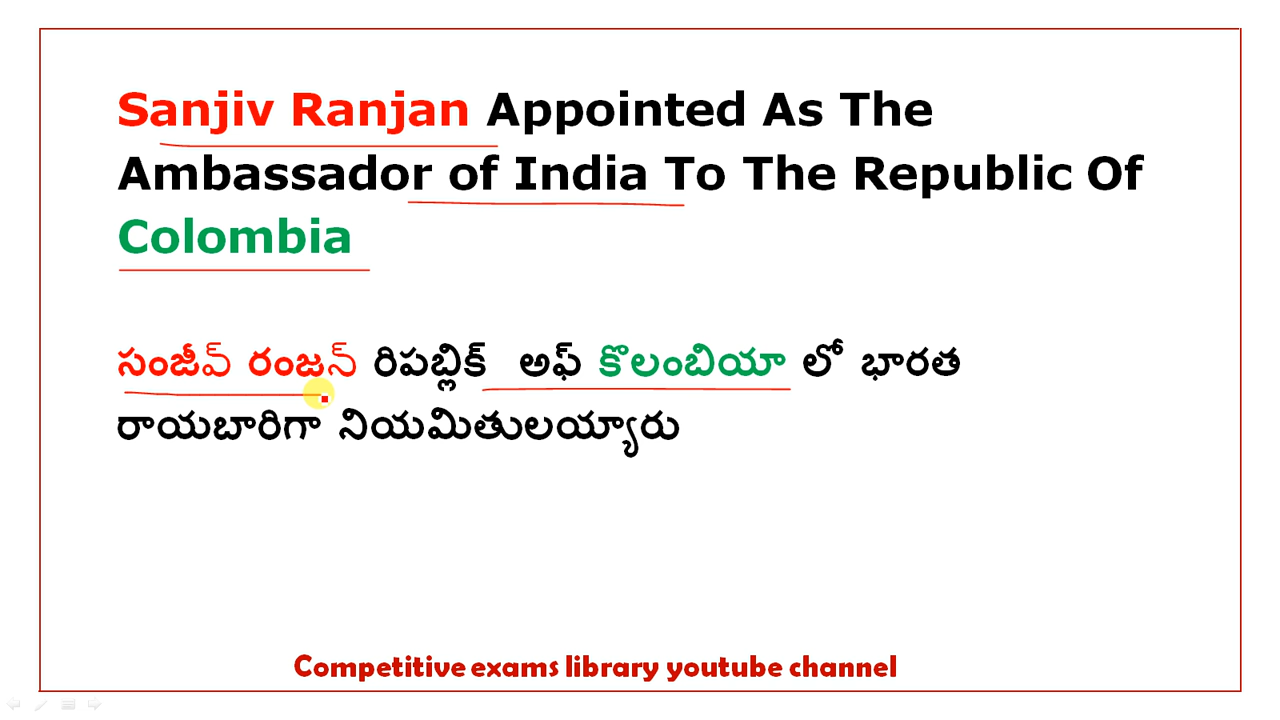 Sanjiv Ranjan Appointed As The
Ambassador of India To The Republic Of
Colombia
సంజీవ్ రంజన్ రిపబ్లిక్ అఫ్ కొలంబియా లో భారత
రాయబారిగా నియమితులయ్యారు
Competitive exams library youtube channel